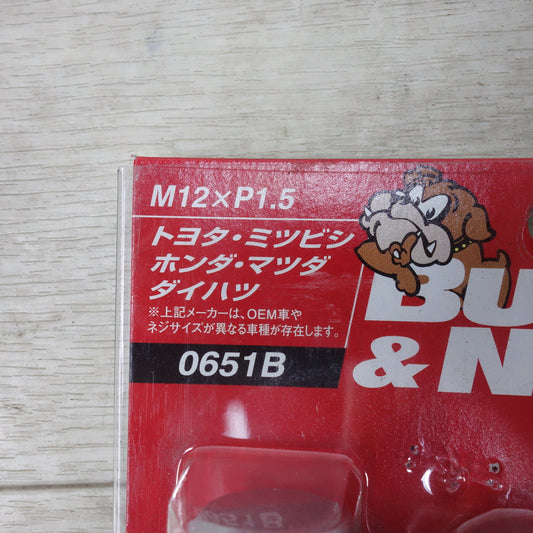 M12×P1.5
トヨタ・ミツビシ
ホンダ・マツダ
ダイハツ
※上記メーカーは、OEM車や
ネジサイズが異なる車種が存在します。
0651B
BU
& N
0651B